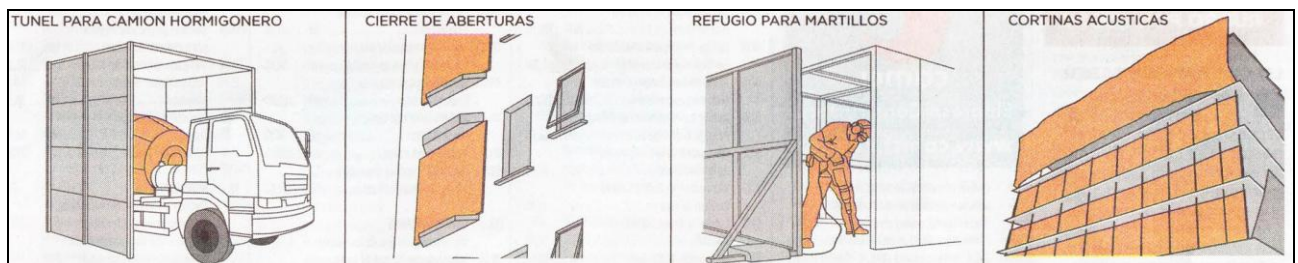 TUNEL PARA CAMION HORMIGONERO
CIERRE DE ABERTURAS
REFUGIO PARA MARTILLOS
CORTINAS ACUSTICAS